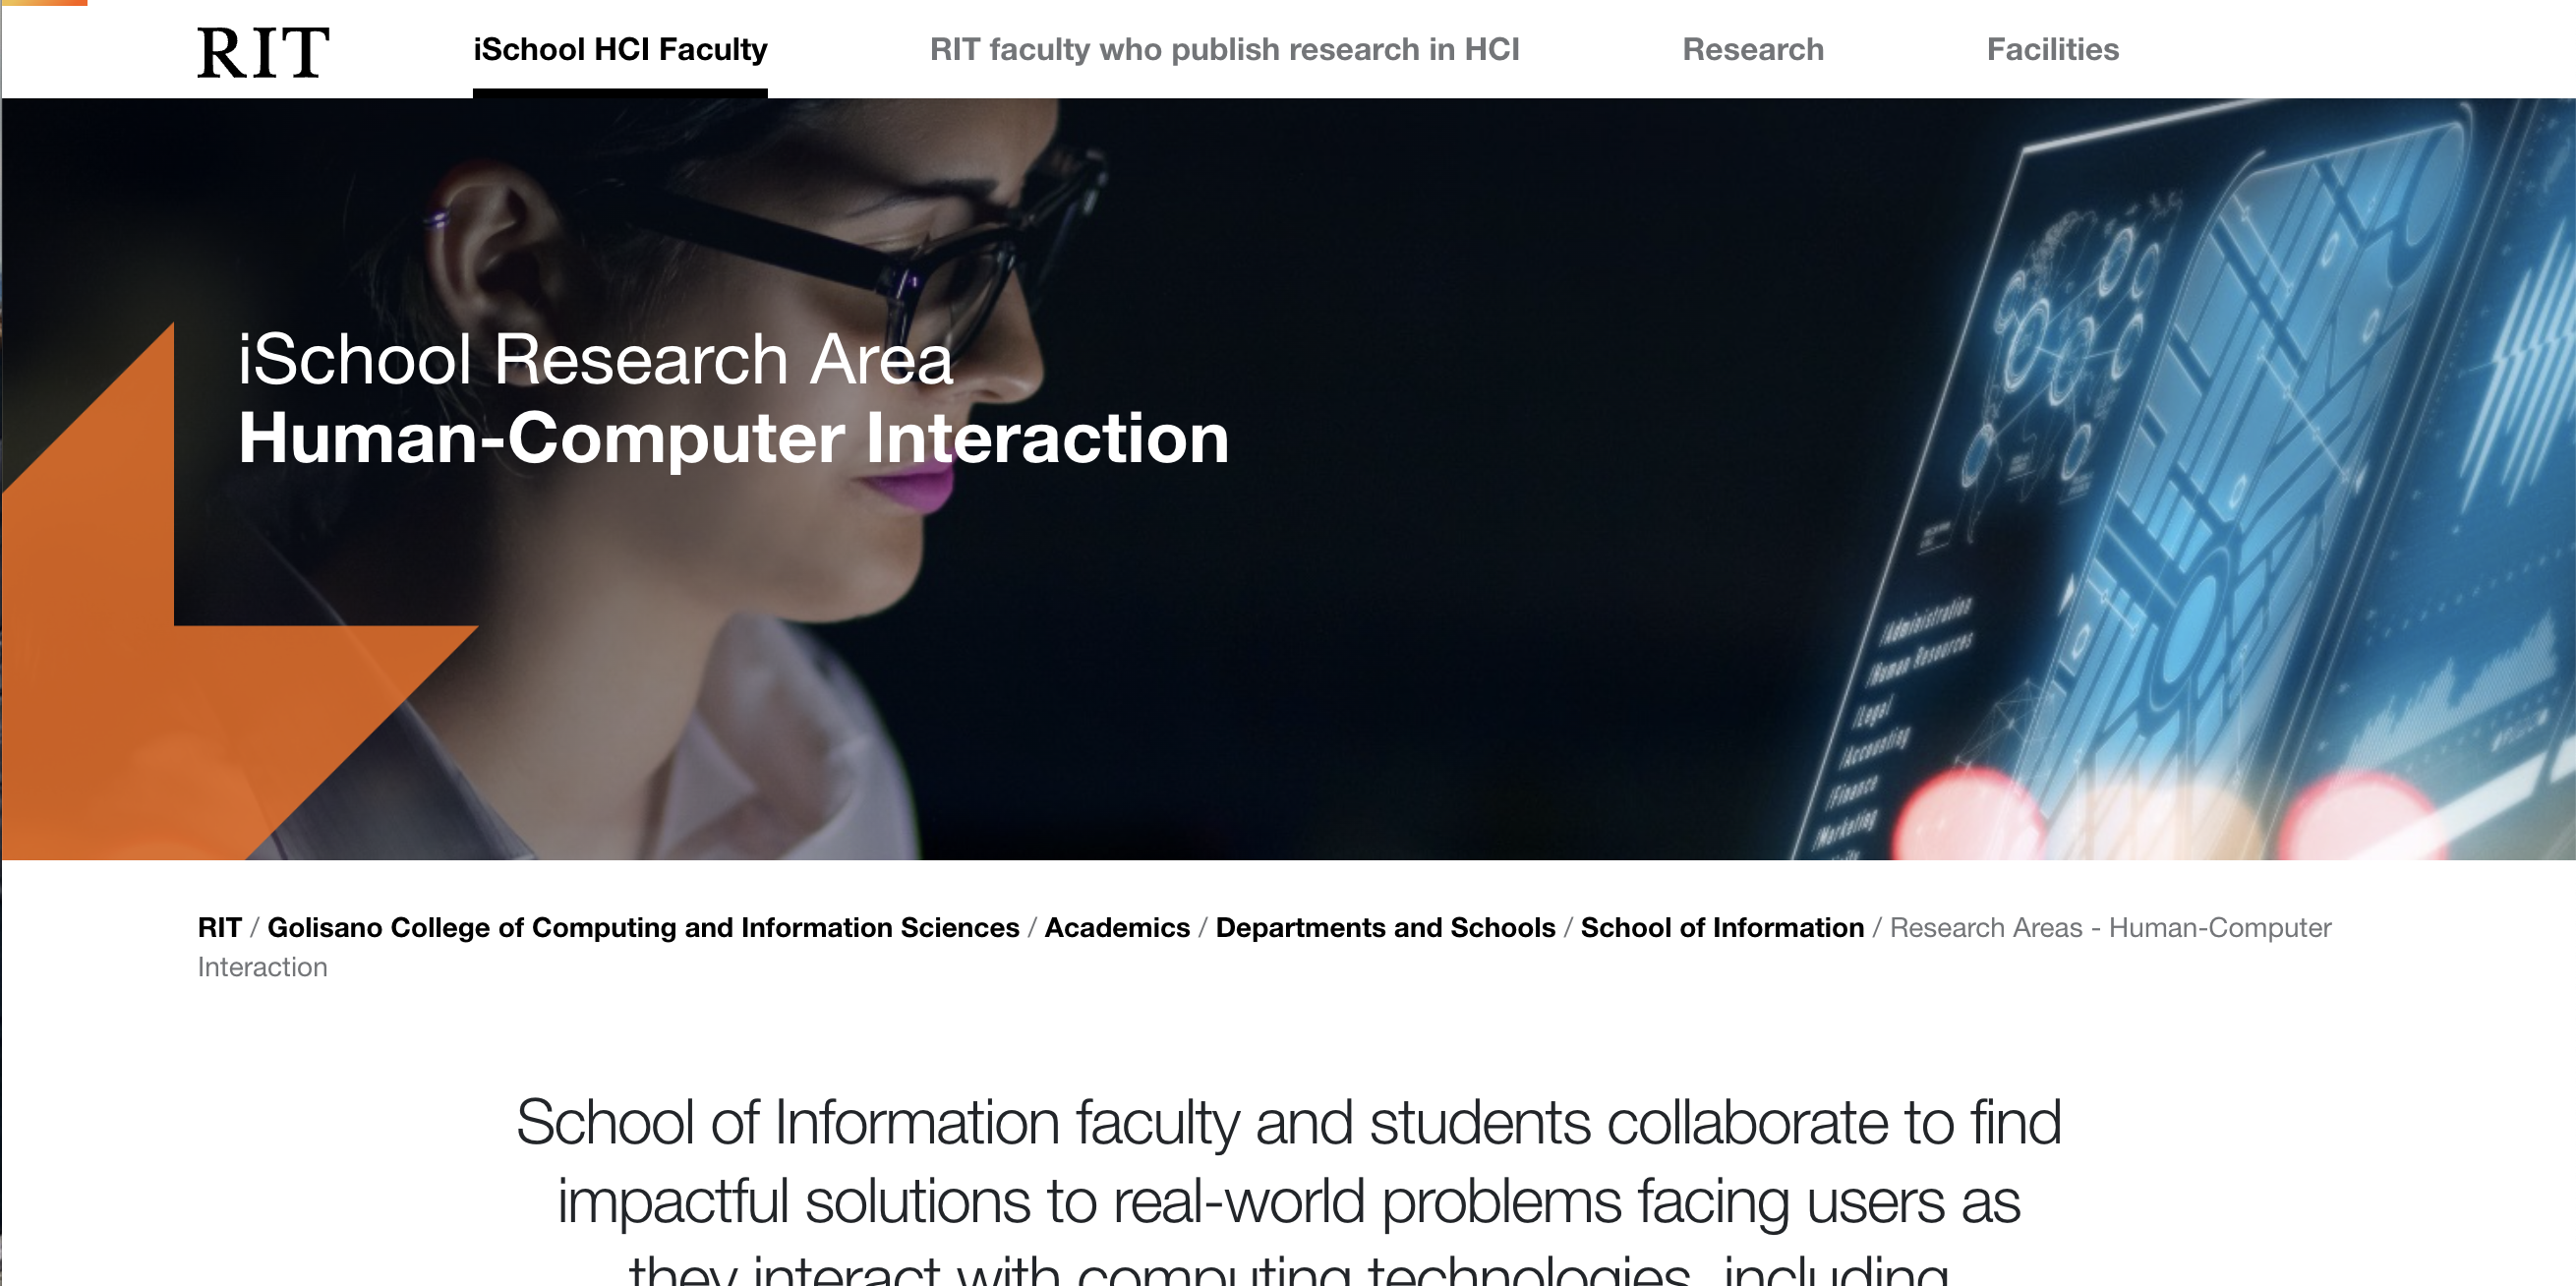 RIT
iSchool HCI Faculty
RIT faculty who publish research in HCI
Research
Facilities
iSchool Research Area
Human-Computer Interaction
/Administration
/Human Resources
/Legal
/Accounting
/Finance
/Marketing
RIT / Golisano College of Computing and Information Sciences / Academics / Departments and Schools / School of Information / Research Areas - Human-Computer
Interaction
School of Information faculty and students collaborate to find
impactful solutions to real-world problems facing users as
they interact with computing technologies, including